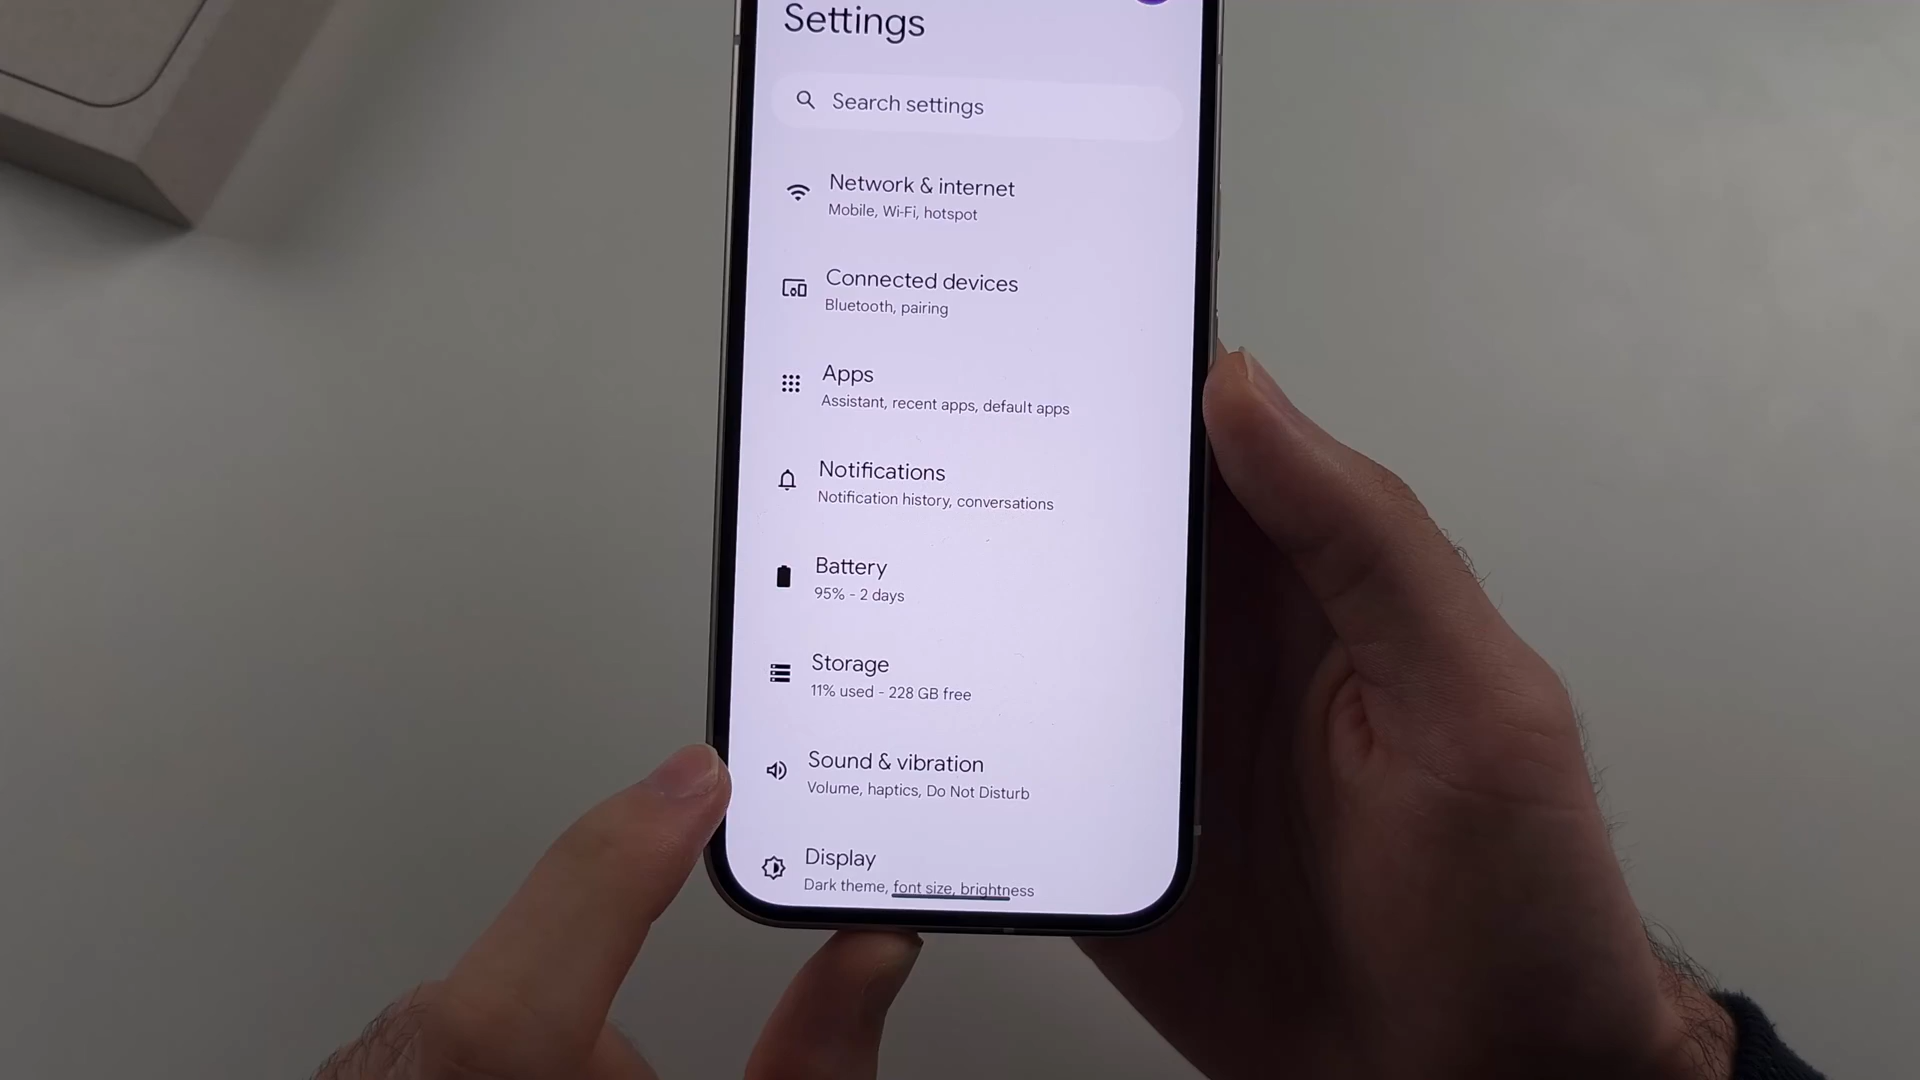 Settings
Search settings
Network & internet
Mobile, Wi-Fi, hotspot
Connected devices
Bluetooth, pairing
Apps
Assistant, recent apps, default apps
Notifications
Notification history, conversations
Battery
95% - 2 days
Storage
11% used - 228 GB free
Sound & vibration
Volume, haptics, Do Not Disturb
Display
Dark theme, font size, brightness